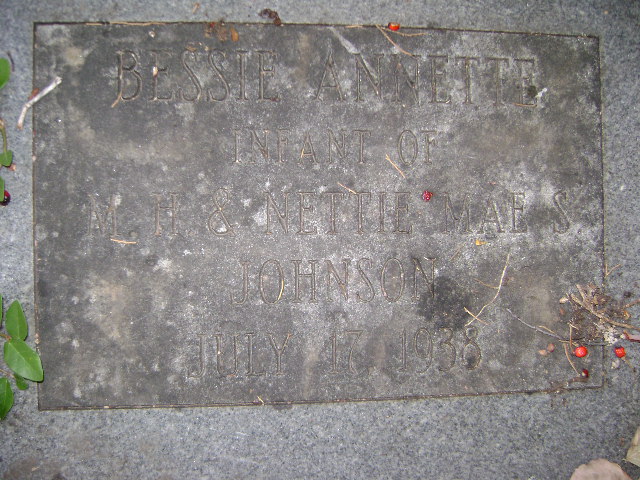 BESSIE ANNETTE
INFANT OF
M H & NETTIE MAE S
JOHNSON
JULY 17, 1938